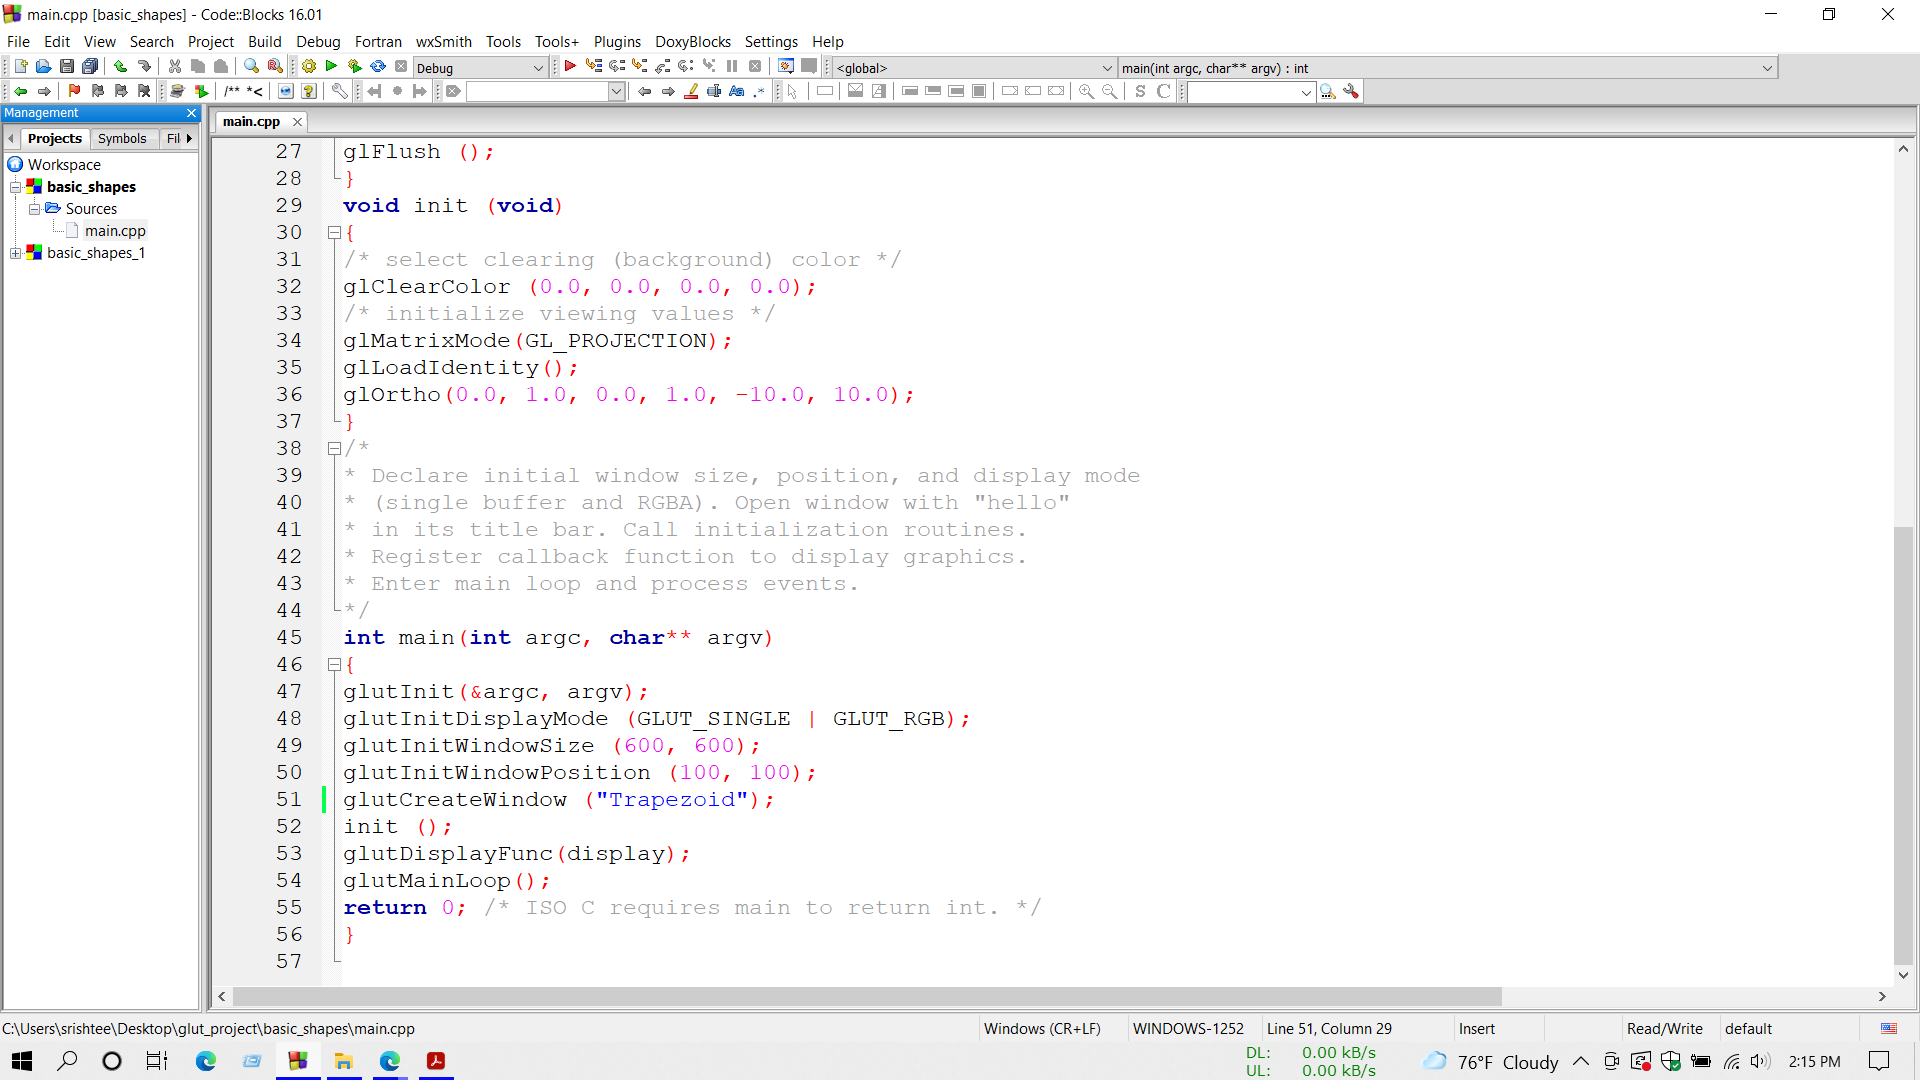 main.cpp [basic_shapes] - Code::Blocks 16.01
File Edit View Search Project Build Debug Fortran wxSmith Tools Tools+ Plugins DoxyBlocks Settings Help
Debug
<global>
main(int argc, char** argv) : int
/** *<
Aa .*
S C
Management
main.cpp
Projects Symbols Fil
Workspace
basic_shapes
Sources
main.cpp
basic_shapes_1
27 glFlush ();
28 }
29 void init (void)
30 {
31 /* select clearing (background) color */
32 glClearColor (0.0, 0.0, 0.0, 0.0);
33 /* initialize viewing values */
34 glMatrixMode(GL_PROJECTION);
35 glLoadIdentity();
36 glOrtho(0.0, 1.0, 0.0, 1.0, -10.0, 10.0);
37 }
38 /*
39 * Declare initial window size, position, and display mode
40 * (single buffer and RGBA). Open window with "hello"
41 * in its title bar. Call initialization routines.
42 * Register callback function to display graphics.
43 * Enter main loop and process events.
44 */
45 int main(int argc, char** argv)
46 {
47 glutInit(&argc, argv);
48 glutInitDisplayMode (GLUT_SINGLE | GLUT_RGB);
49 glutInitWindowSize (600, 600);
50 glutInitWindowPosition (100, 100);
51 glutCreateWindow ("Trapezoid");
52 init ();
53 glutDisplayFunc(display);
54 glutMainLoop();
55 return 0; /* ISO C requires main to return int. */
56 }
57
C:\Users\srishtee\Desktop\glut_project\basic_shapes\main.cpp
Windows (CR+LF) WINDOWS-1252 Line 51, Column 29 Insert Read/Write default
DL: 0.00 kB/s
UL: 0.00 kB/s
76°F Cloudy
2:15 PM